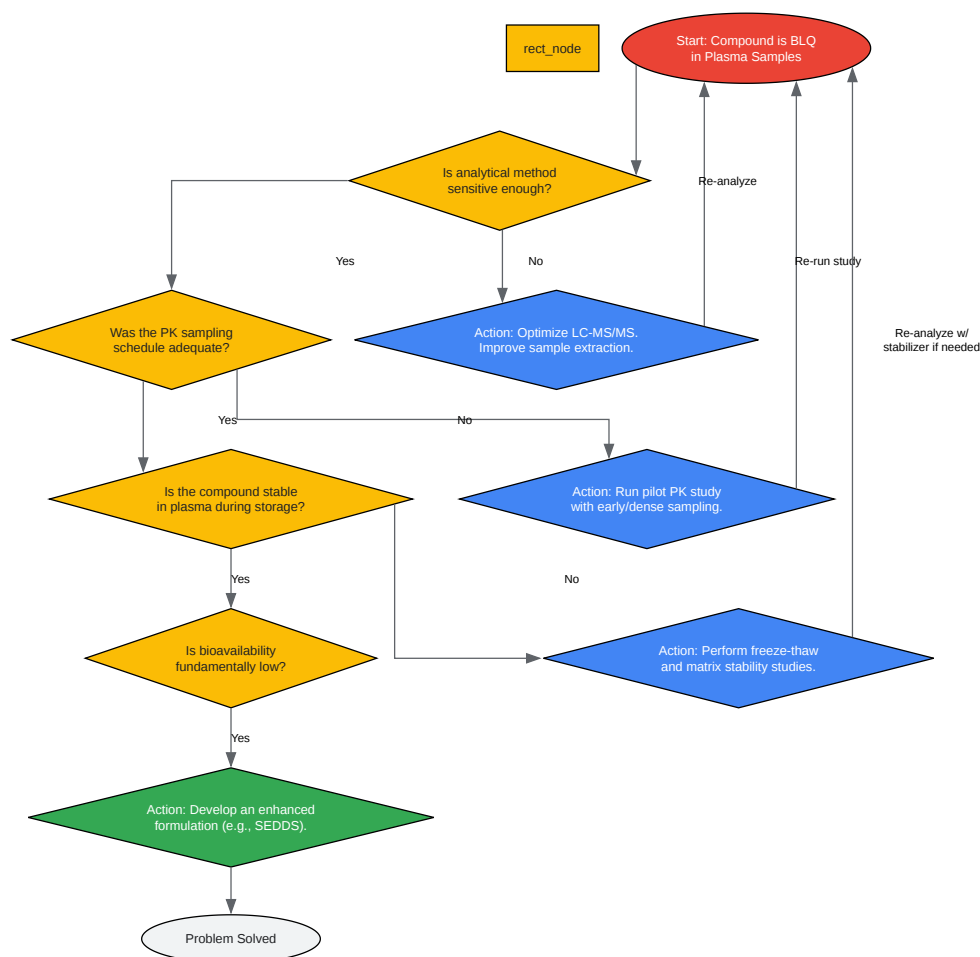 rect_node
Start: Compound is BLQ
in Plasma Samples
Is analytical method
sensitive enough?
Re-analyze
Yes
No
Re-run study
Was the PK sampling
schedule adequate?
Action: Optimize LC-MS/MS.
Improve sample extraction.
Re-analyze w/
stabilizer if needed
Yes
No
Is the compound stable
in plasma during storage?
Action: Run pilot PK study
with early/dense sampling.
Yes
No
Is bioavailability
fundamentally low?
Action: Perform freeze-thaw
and matrix stability studies.
Yes
Action: Develop an enhanced
formulation (e.g., SEDDS).
Problem Solved